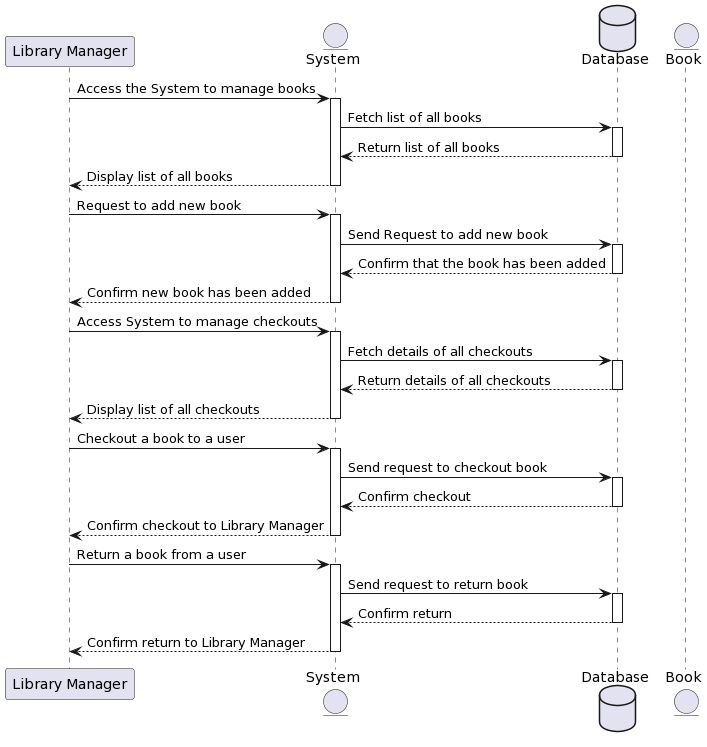 Library Manager
System
Database
Book
Access the System to manage books
Fetch list of all books
Return list of all books
Display list of all books
Request to add new book
Send Request to add new book
Confirm that the book has been added
Confirm new book has been added
Access System to manage checkouts
Fetch details of all checkouts
Return details of all checkouts
Display list of all checkouts
Checkout a book to a user
Send request to checkout book
Confirm checkout
Confirm checkout to Library Manager
Return a book from a user
Send request to return book
Confirm return
Confirm return to Library Manager
Library Manager
System
Database
Book